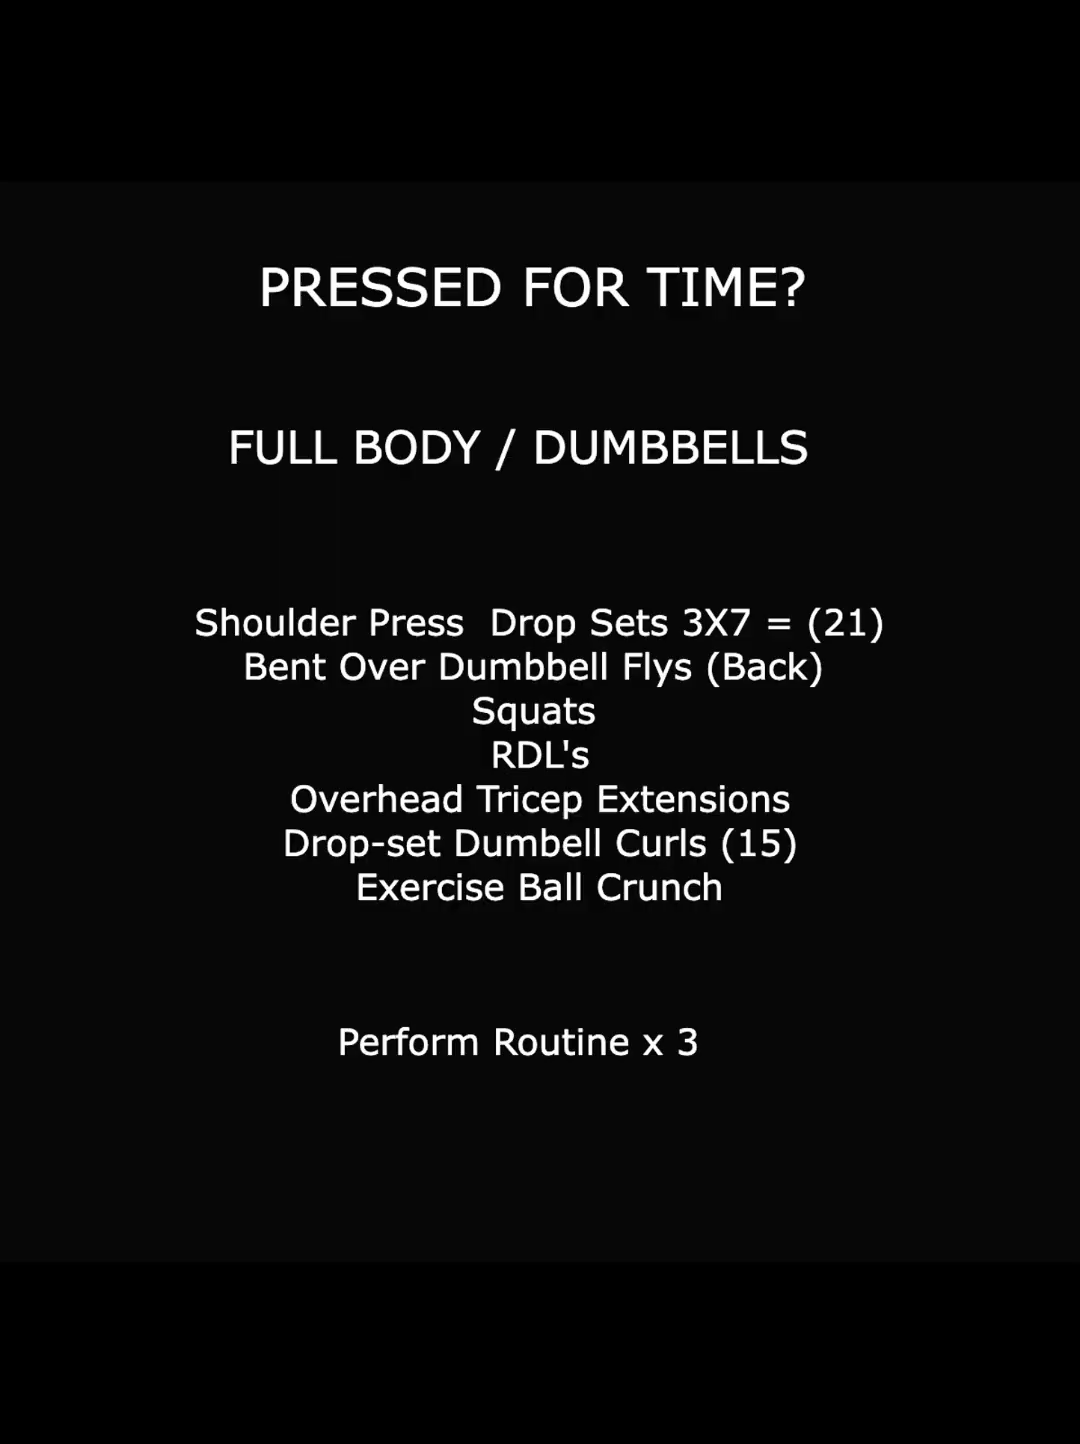 PRESSED FOR TIME?
FULL BODY / DUMBBELLS
Shoulder Press  Drop Sets 3X7 = (21)
Bent Over Dumbbell Flys (Back)
Squats
RDL's
Overhead Tricep Extensions
Drop-set Dumbell Curls (15)
Exercise Ball Crunch
Perform Routine x 3